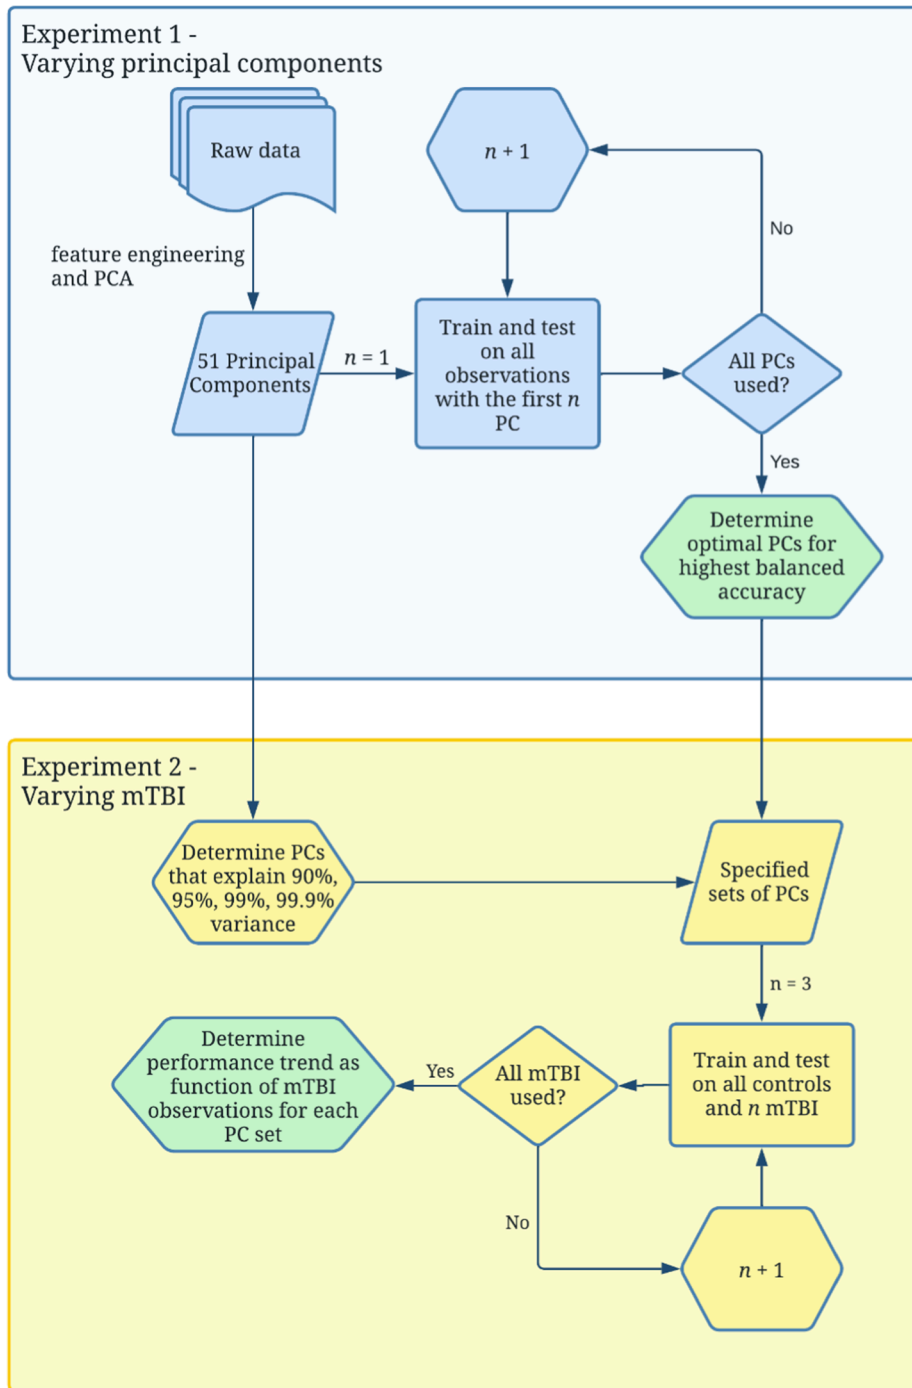 Experiment 1 -
Varying principal components
Raw data
n + 1
No
feature engineering
and PCA
51 Principal
Components
n = 1
Train and test
on all
observations
with the first n
PC
All PCs
used?
Yes
Determine
optimal PCs for
highest balanced
accuracy
Experiment 2 -
Varying mTBI
Determine PCs
that explain 90%,
95%, 99%, 99.9%
variance
Specified
sets of PCs
n = 3
Determine
performance trend as
function of mTBI
observations for each
PC set
Yes
All mTBI
used?
Train and test
on all controls
and n mTBI
No
n + 1